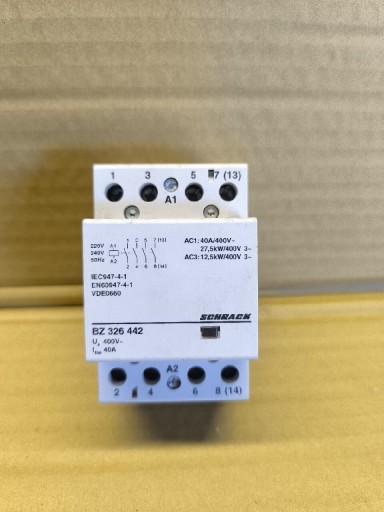 1 3 5 7 (13)
A1
220V A1 1 3 5 7(13)
240V
50Hz A2 2 4 6 8(14)
AC1: 40A/400V~
27,5kW/400V 3~
AC3: 12,5kW/400V 3~
IEC947-4-1
EN60947-4-1
VDE0660
SCHRACK
BZ 326 442
400V~
40A
A2
2 4 6 8 (14)